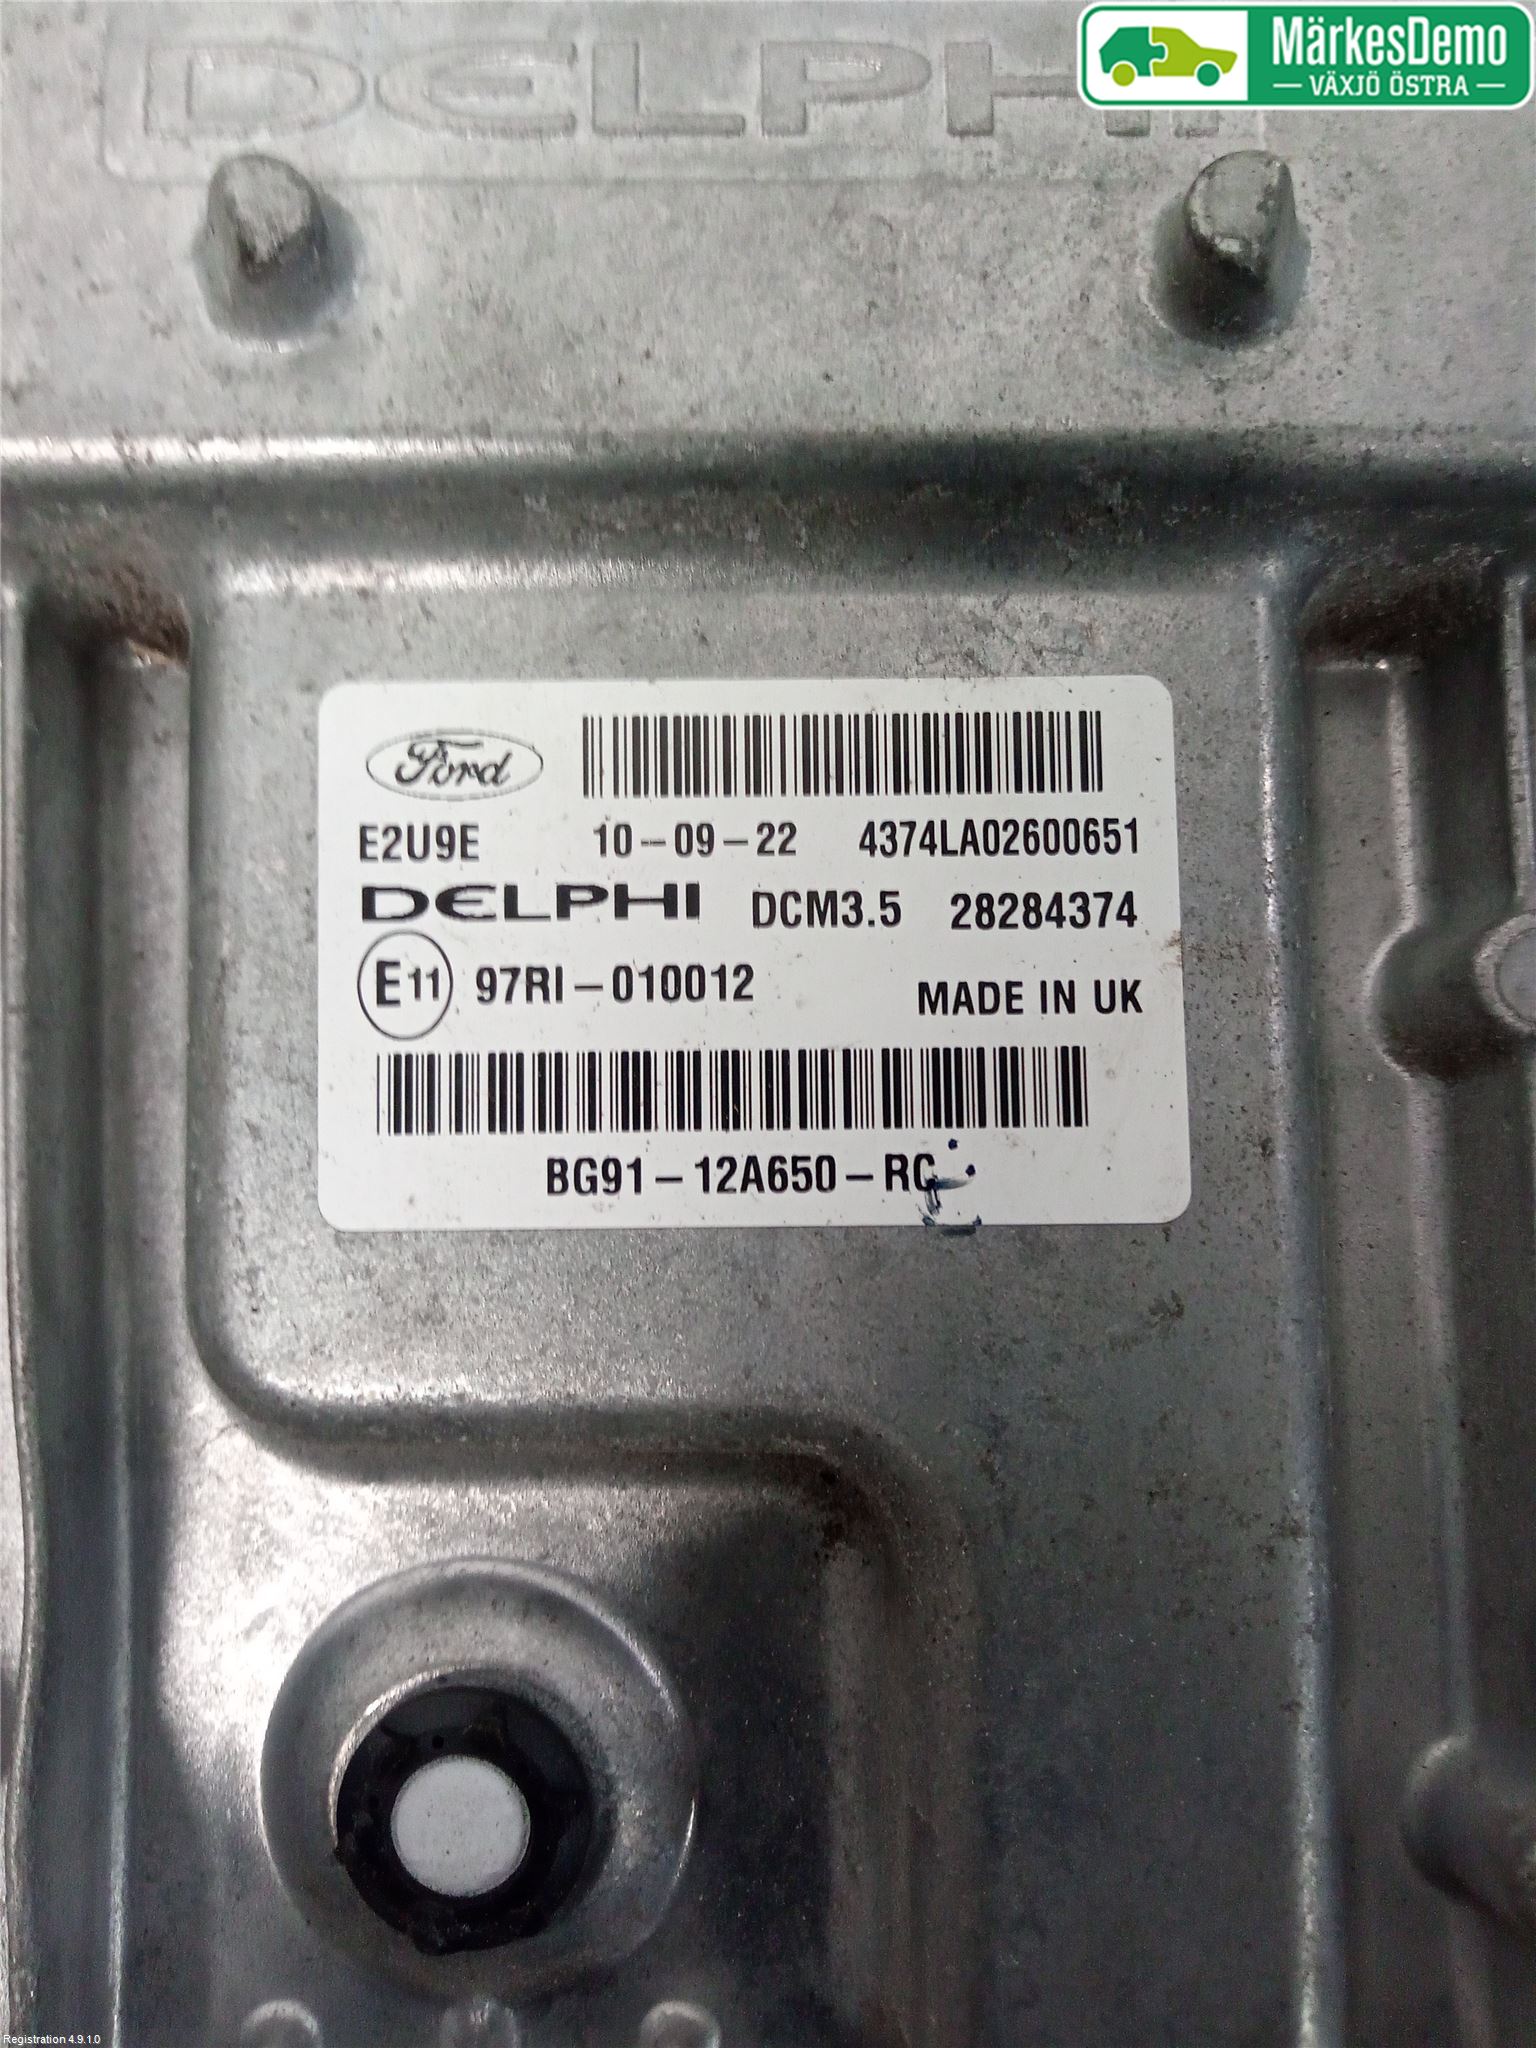 DELPHI
MärkesDemo
VÄXJÖ ÖSTRA
Ford
E2U9E 10-09-22 4374LA02600651
DELPHI DCM3.5 28284374
E11 97RI-010012 MADE IN UK
BG91-12A650-RC
Registration 4.9.1.0